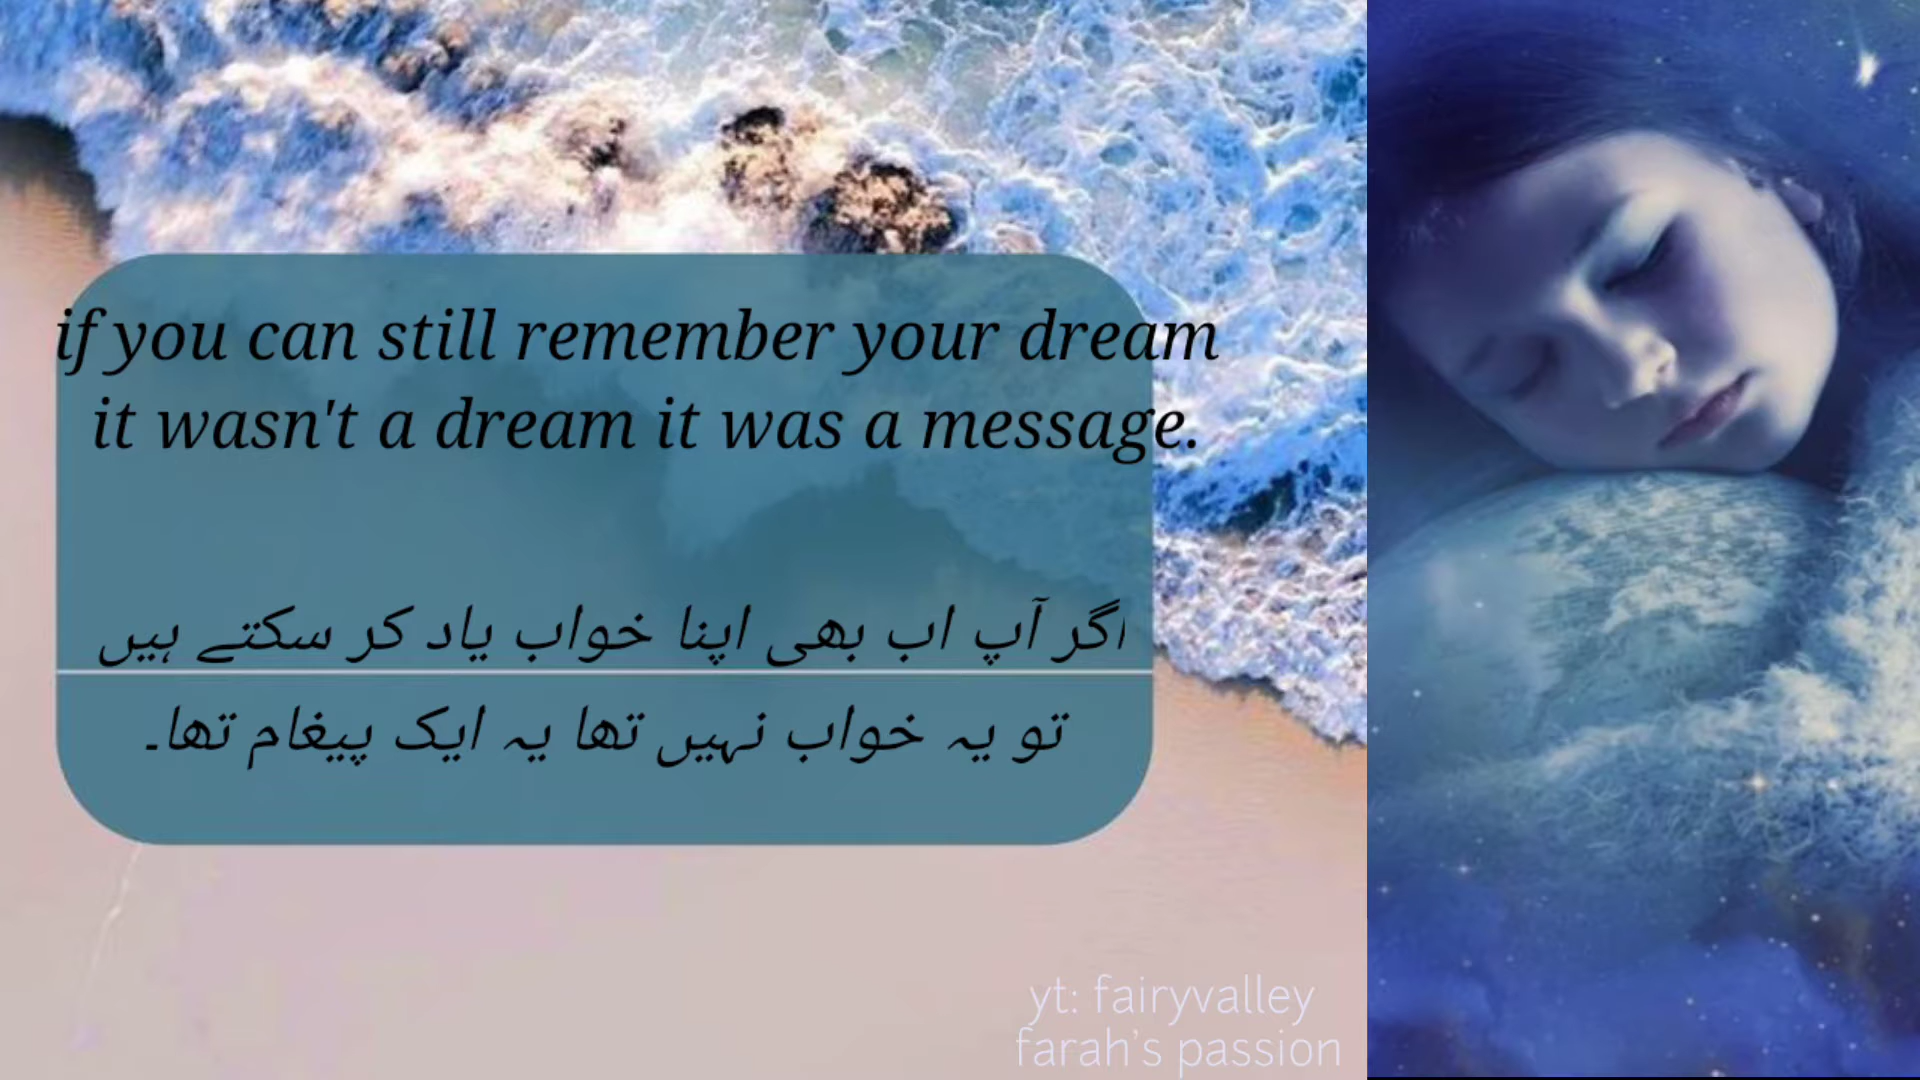 if you can still remember your dream
it wasn't a dream it was a message.
اگر آپ اب بھی اپنا خواب یاد کر سکتے ہیں
تو یہ خواب نہیں تھا یہ ایک پیغام تھا۔
yt: fairyvalley
farah's passion